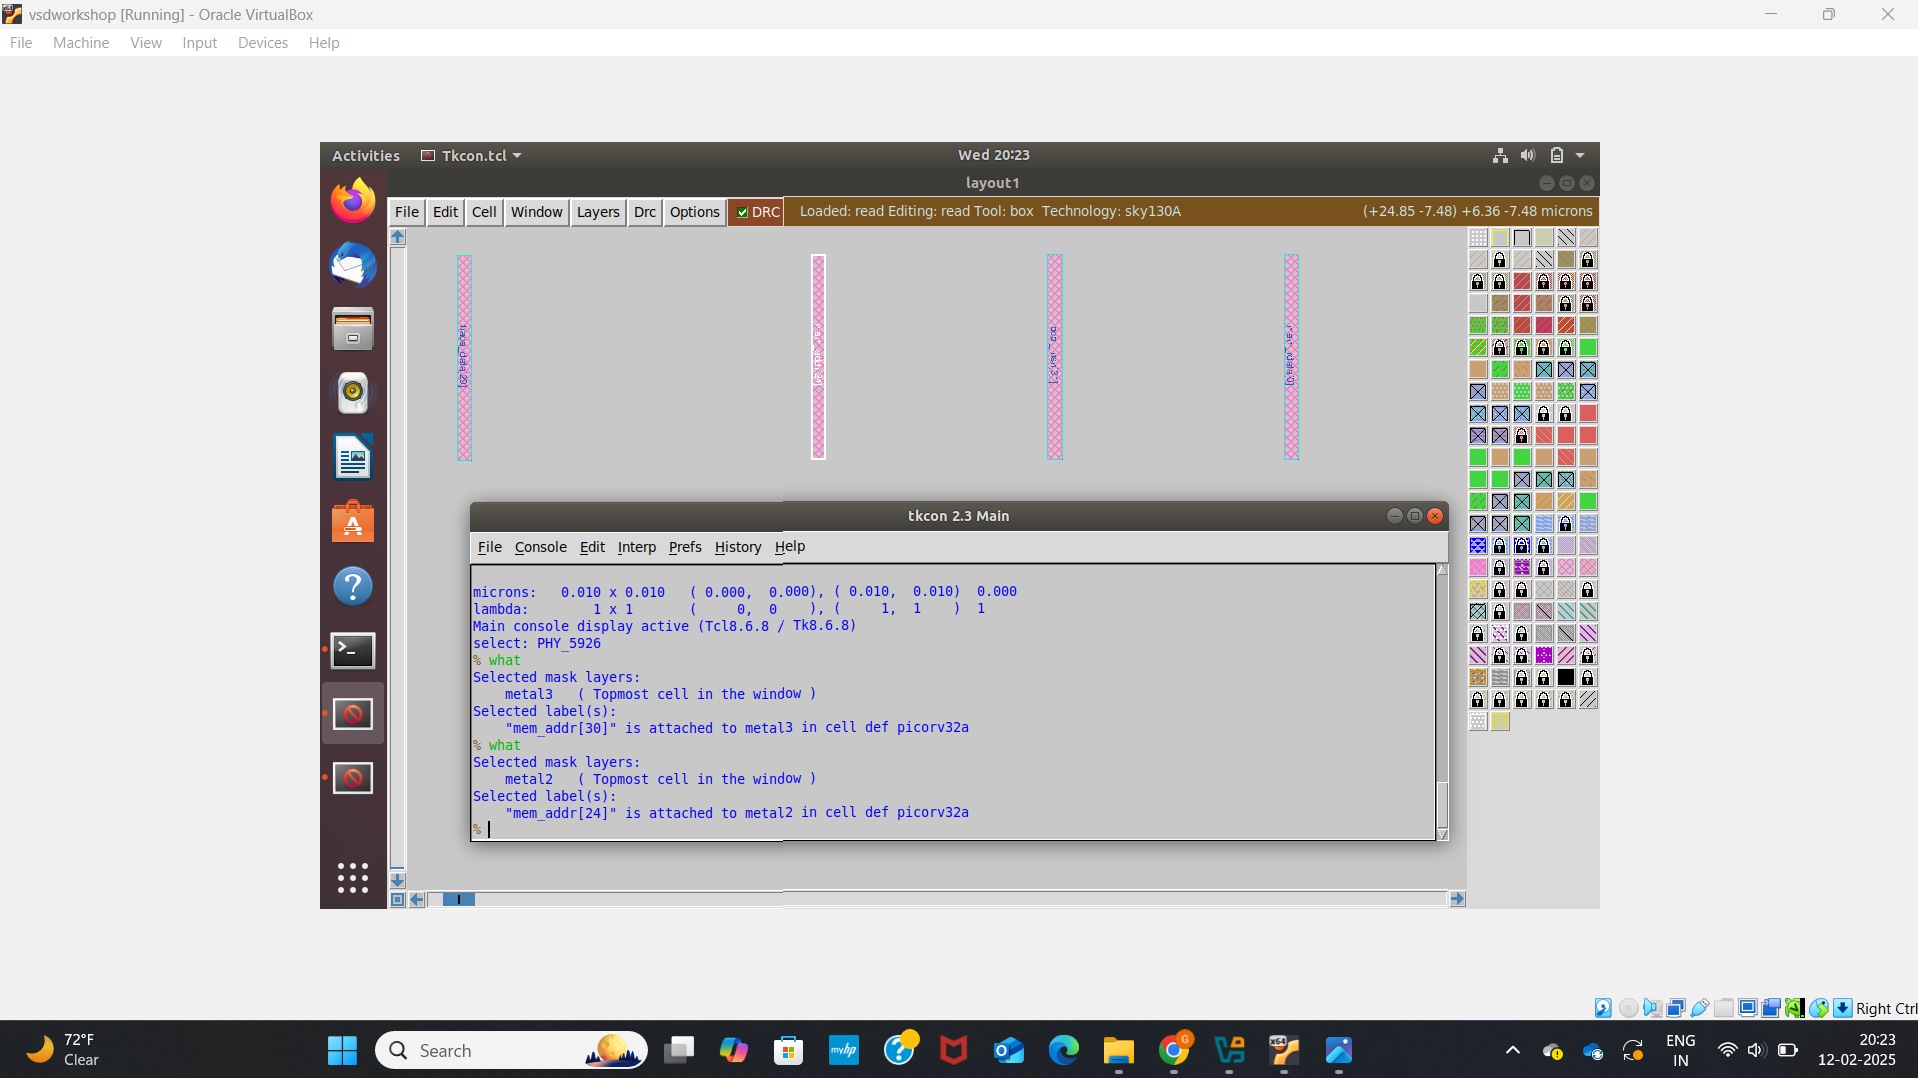 vsdworkshop [Running] - Oracle VirtualBox
File Machine View Input Devices Help
Activities Tkcon.tcl Wed 20:23
layout1
File Edit Cell Window Layers Drc Options DRC Loaded: read Editing: read Tool: box Technology: sky130A (+24.85 -7.48) +6.36 -7.48 microns
tkcon 2.3 Main
File Console Edit Interp Prefs History Help
microns: 0.010 x 0.010 ( 0.000, 0.000), ( 0.010, 0.010) 0.000
lambda: 1 x 1 ( 0, 0 ), ( 1, 1 ) 1
Main console display active (Tcl8.6.8 / Tk8.6.8)
select: PHY_5926
% what
Selected mask layers:
metal3 ( Topmost cell in the window )
Selected label(s):
"mem_addr[30]" is attached to metal3 in cell def picorv32a
% what
Selected mask layers:
metal2 ( Topmost cell in the window )
Selected label(s):
"mem_addr[24]" is attached to metal2 in cell def picorv32a
%
Right Ctrl
72°F
Clear
Search
myhp
G
x64
ENG
IN
20:23
12-02-2025